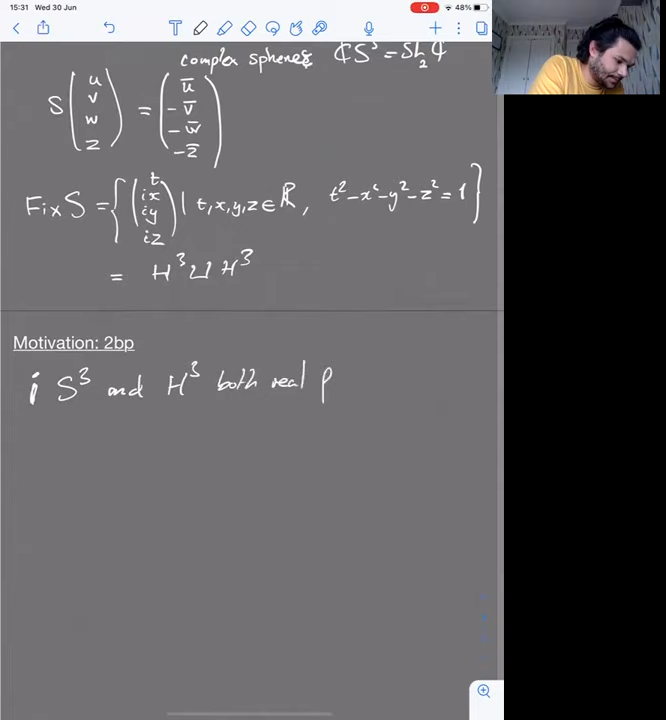 15:31 Wed 30 Jun
48%
complex spheres ℂS³ = SL₂ℂ
S (u v w z) = (ū -v̄ -w̄ -z̄)
Fix S = { (t ix iy iz) | t,x,y,z ∈ ℝ, t²-x²-y²-z²=1 }
= H³ ⊔ H³
Motivation: 2bp
i S³ and H³ both real p